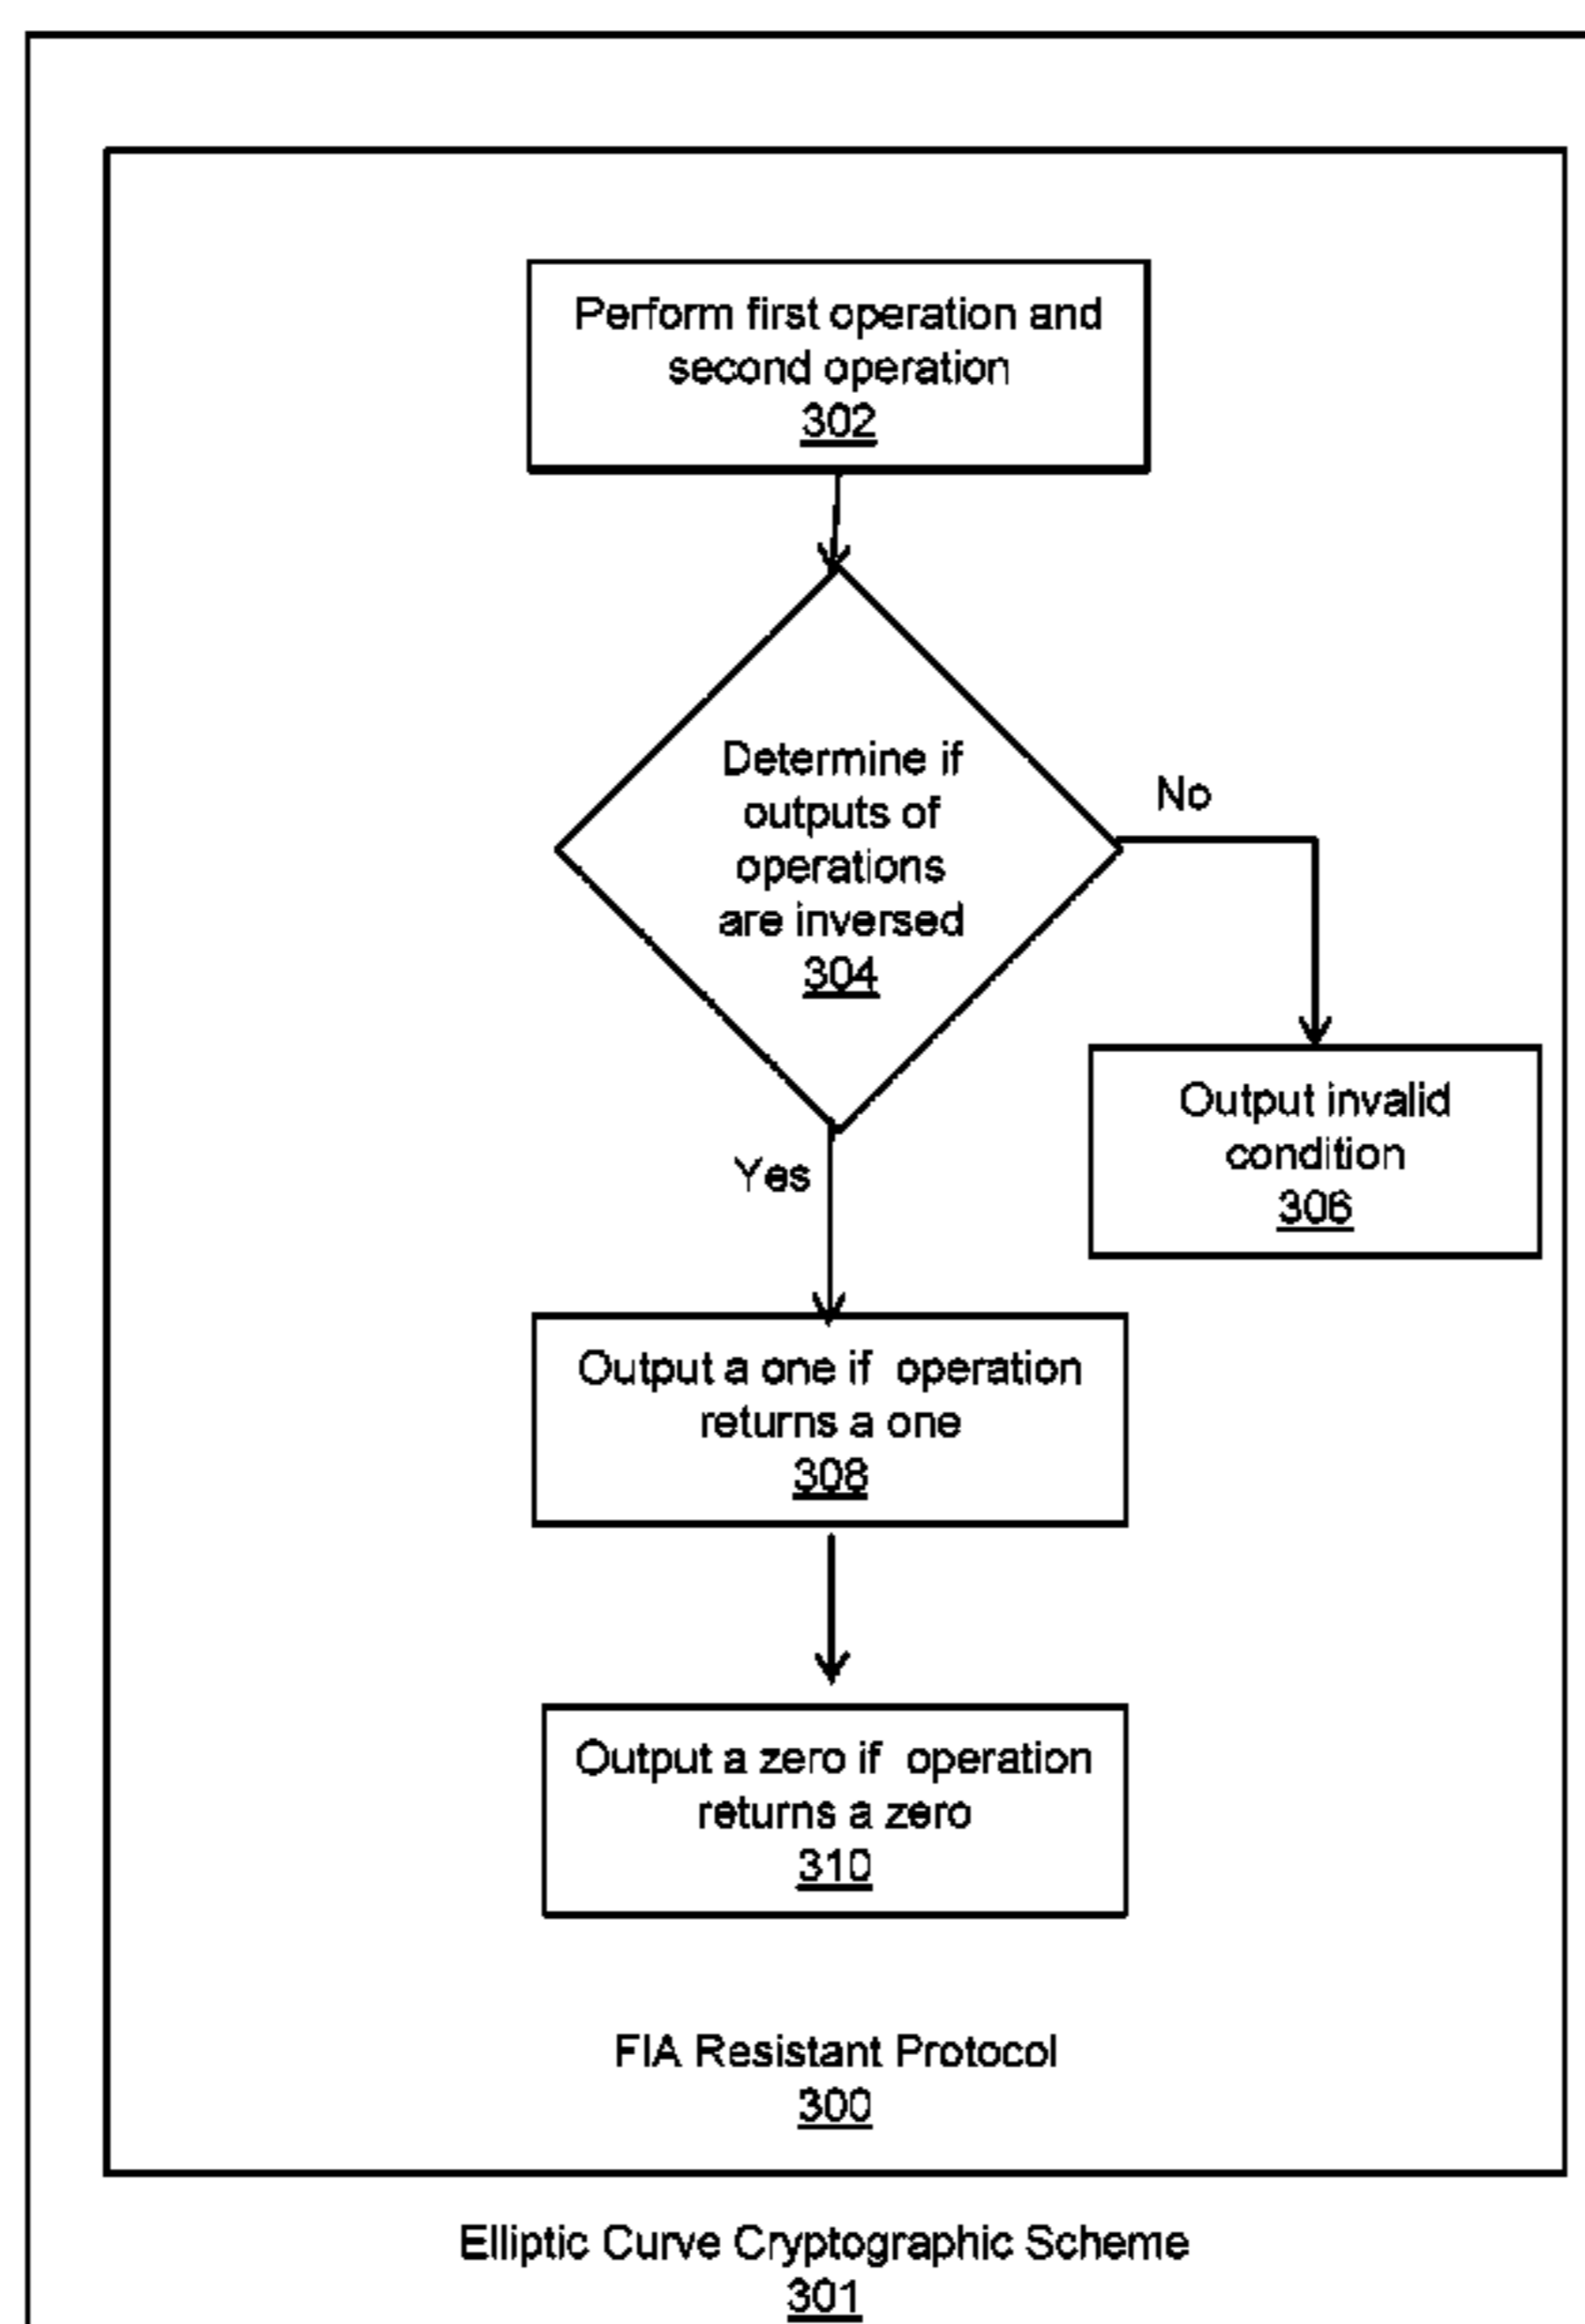 Perform first operation and
second operation
302
Determine if
outputs of
operations
are inversed
304
No
Yes
Output invalid
condition
306
Output a one if operation
returns a one
308
Output a zero if operation
returns a zero
310
FIA Resistant Protocol
300
Elliptic Curve Cryptographic Scheme
301